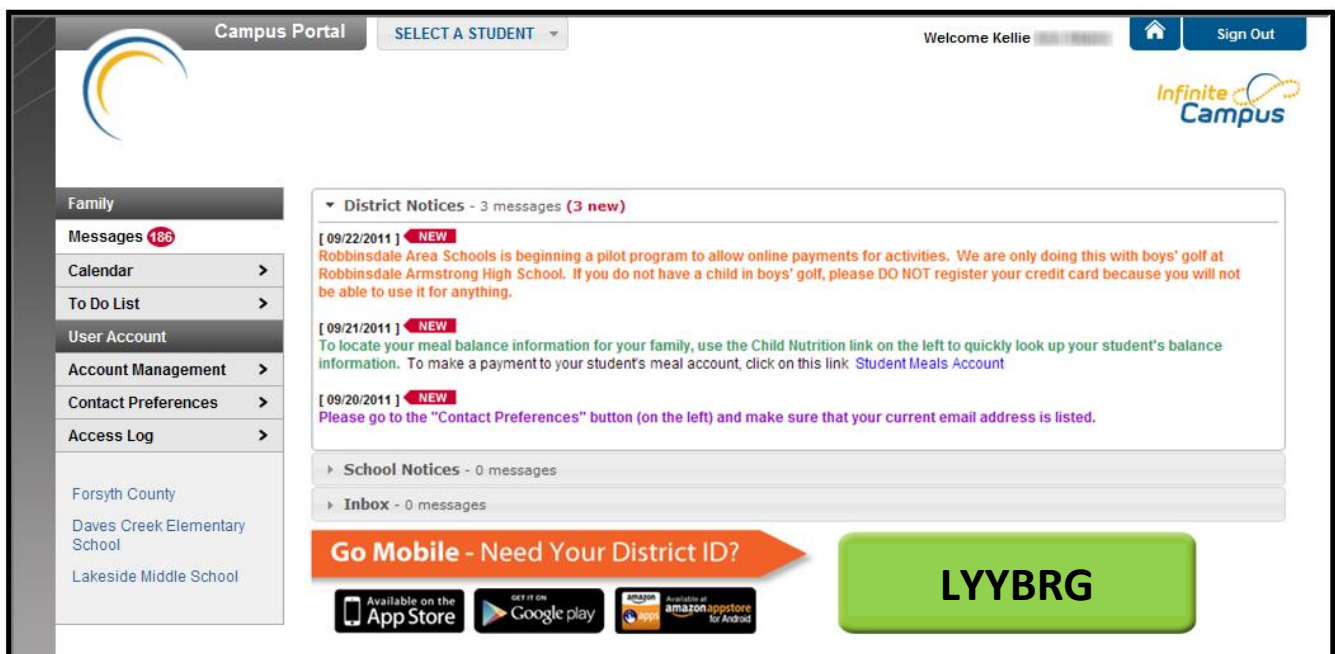 Campus Portal
SELECT A STUDENT
Welcome Kellie
Sign Out
Infinite
Campus
Family
Messages 186
Calendar
To Do List
User Account
Account Management
Contact Preferences
Access Log
Forsyth County
Daves Creek Elementary
School
Lakeside Middle School
District Notices - 3 messages (3 new)
[ 09/22/2011 ] NEW
Robbinsdale Area Schools is beginning a pilot program to allow online payments for activities. We are only doing this with boys' golf at
Robbinsdale Armstrong High School. If you do not have a child in boys' golf, please DO NOT register your credit card because you will not
be able to use it for anything.
[ 09/21/2011 ] NEW
To locate your meal balance information for your family, use the Child Nutrition link on the left to quickly look up your student's balance
information. To make a payment to your student's meal account, click on this link Student Meals Account
[ 09/20/2011 ] NEW
Please go to the "Contact Preferences" button (on the left) and make sure that your current email address is listed.
School Notices - 0 messages
Inbox - 0 messages
Go Mobile - Need Your District ID?
LYYBRG
Available on the
App Store
GET IT ON
Google play
amazon
apps
Available at
amazon appstore
for Android